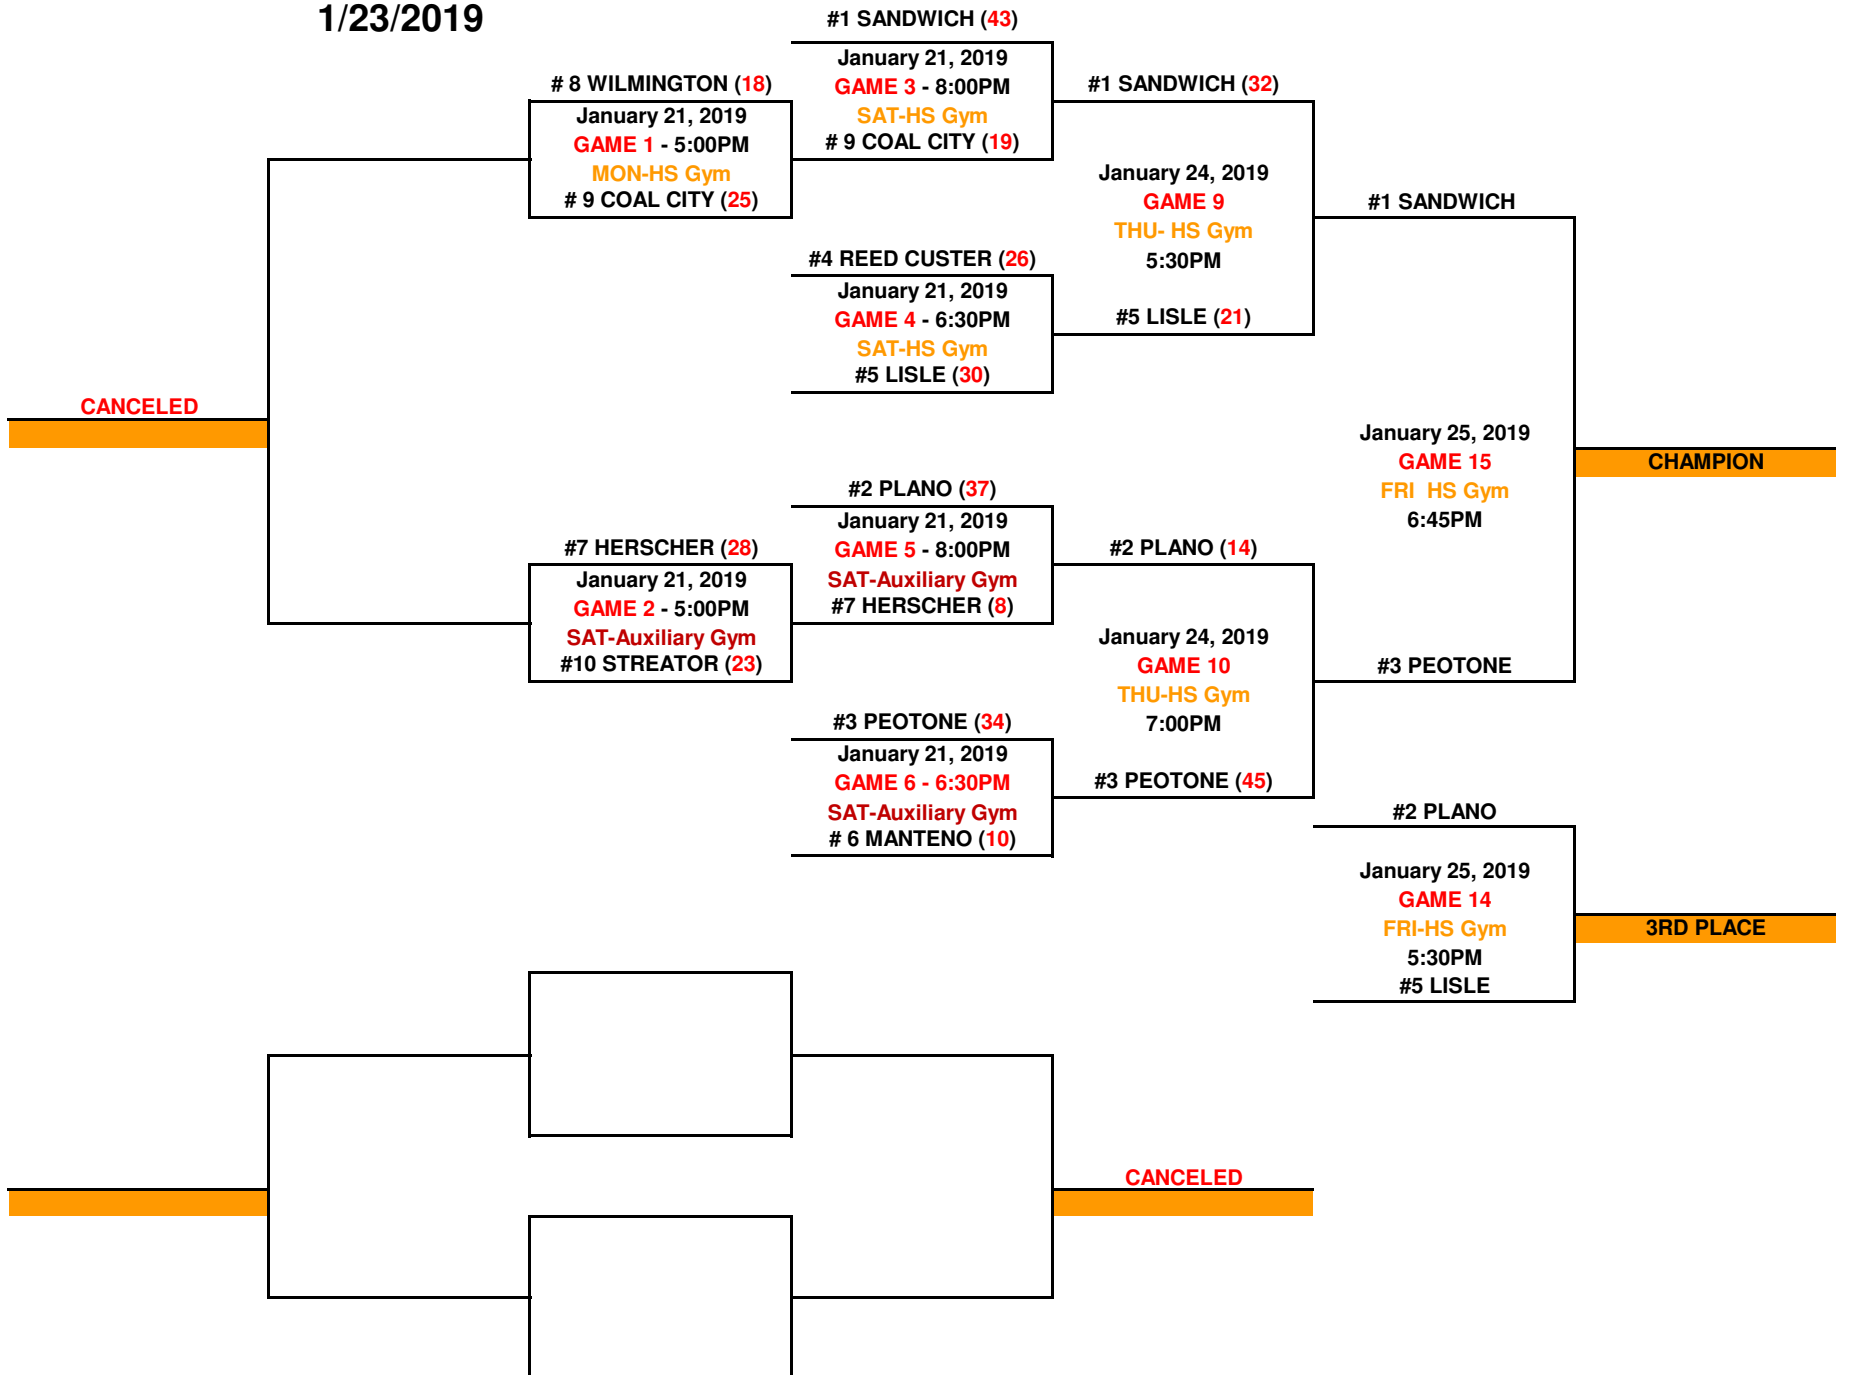 1/23/2019
#1 SANDWICH (43)
January 21, 2019
GAME 3 - 8:00PM
SAT-HS Gym
# 9 COAL CITY (19)
# 8 WILMINGTON (18)
January 21, 2019
GAME 1 - 5:00PM
MON-HS Gym
# 9 COAL CITY (25)
#1 SANDWICH (32)
January 24, 2019
GAME 9
THU- HS Gym
5:30PM
#5 LISLE (21)
#1 SANDWICH
#4 REED CUSTER (26)
January 21, 2019
GAME 4 - 6:30PM
SAT-HS Gym
#5 LISLE (30)
CANCELED
January 25, 2019
GAME 15
FRI  HS Gym
6:45PM
CHAMPION
#2 PLANO (37)
January 21, 2019
GAME 5 - 8:00PM
SAT-Auxiliary Gym
#7 HERSCHER (8)
#7 HERSCHER (28)
January 21, 2019
GAME 2 - 5:00PM
SAT-Auxiliary Gym
#10 STREATOR (23)
#2 PLANO (14)
January 24, 2019
GAME 10
THU-HS Gym
7:00PM
#3 PEOTONE (45)
#3 PEOTONE
#3 PEOTONE (34)
January 21, 2019
GAME 6 - 6:30PM
SAT-Auxiliary Gym
# 6 MANTENO (10)
#2 PLANO
January 25, 2019
GAME 14
FRI-HS Gym
5:30PM
#5 LISLE
3RD PLACE
CANCELED